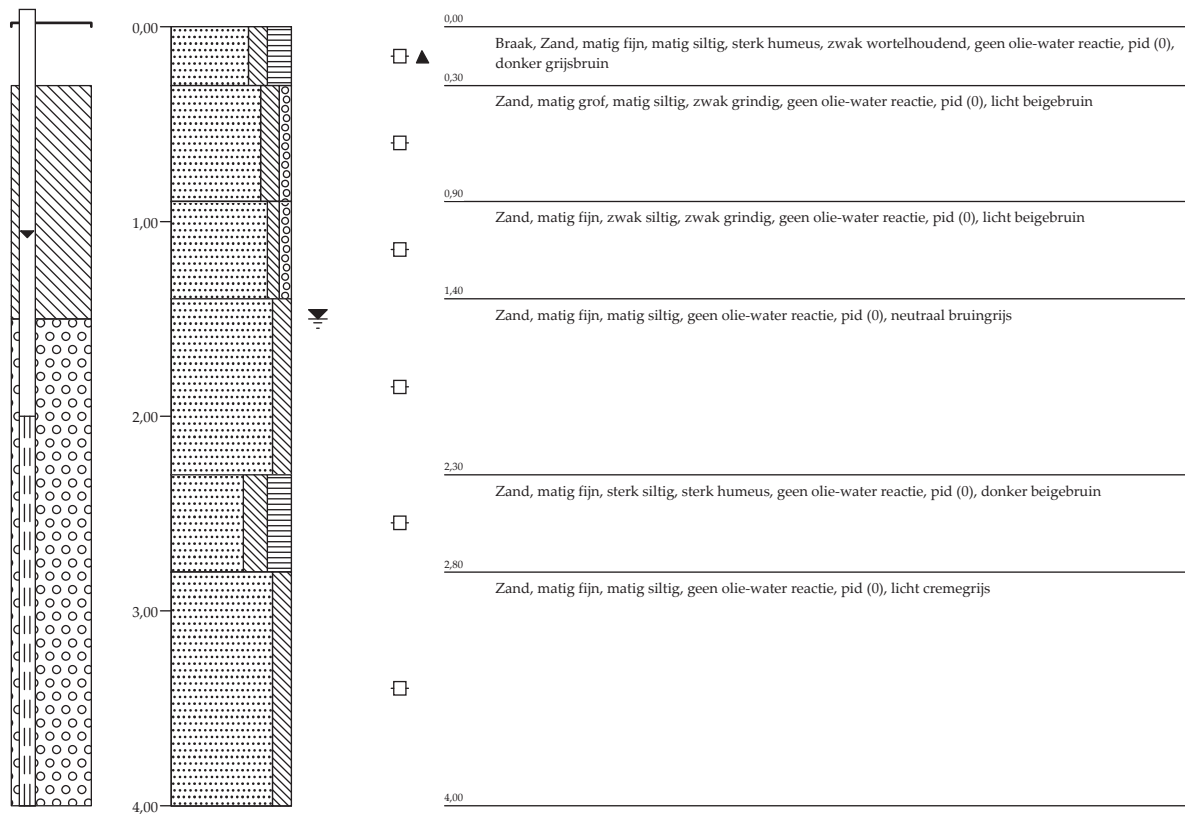 0,00
0,00
Braak, Zand, matig fijn, matig siltig, sterk humeus, zwak wortelhoudend, geen olie-water reactie, pid (0),
donker grijsbruin
0,30
Zand, matig grof, matig siltig, zwak grindig, geen olie-water reactie, pid (0), licht beigebruin
0,90
Zand, matig fijn, zwak siltig, zwak grindig, geen olie-water reactie, pid (0), licht beigebruin
1,00
1,40
Zand, matig fijn, matig siltig, geen olie-water reactie, pid (0), neutraal bruingrijs
2,00
2,30
Zand, matig fijn, sterk siltig, sterk humeus, geen olie-water reactie, pid (0), donker beigebruin
2,80
Zand, matig fijn, matig siltig, geen olie-water reactie, pid (0), licht cremegrijs
3,00
4,00
4,00